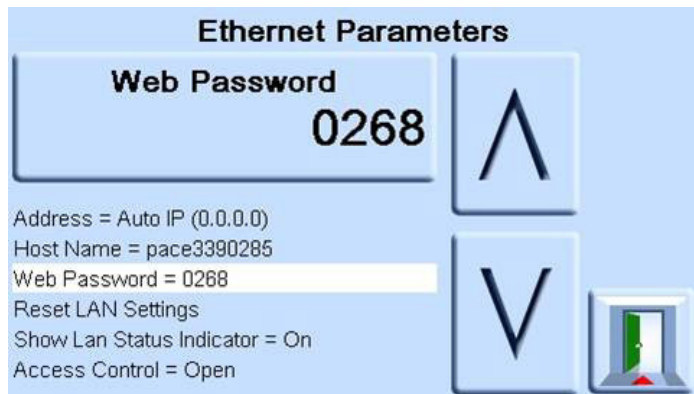 Ethernet Parameters
Web Password
0268
Address = Auto IP (0.0.0.0)
Host Name = pace3390285
Web Password = 0268
Reset LAN Settings
Show Lan Status Indicator = On
Access Control = Open